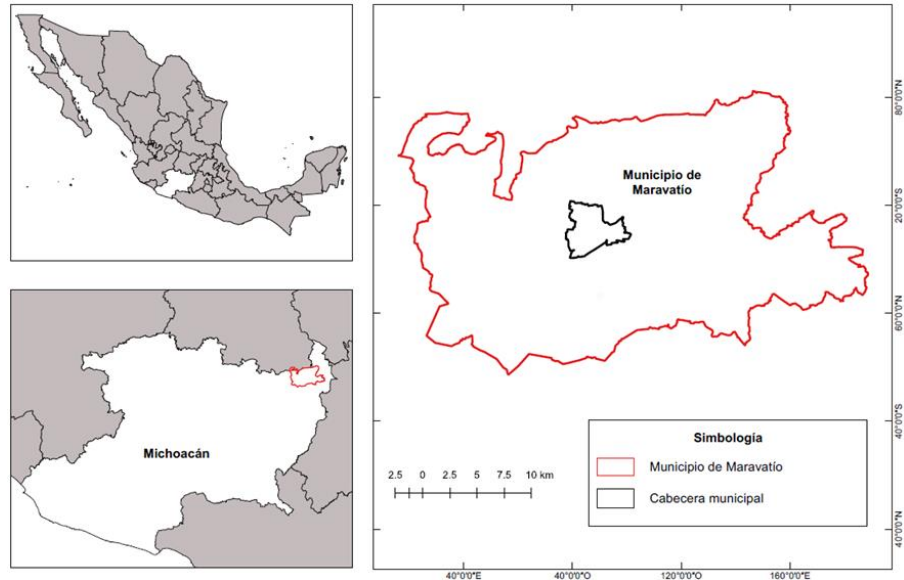 Michoacán
Municipio de
Maravatío
80°0'0"N
20°0'0"S
60°0'0"N
40°0'0"S
40°0'0"N
40°0'0"E
80°0'0"O
120°0'0"O
160°0'0"E
2.5 0 2.5 5 7.5 10 km
Simbología
Municipio de Maravatío
Cabecera municipal